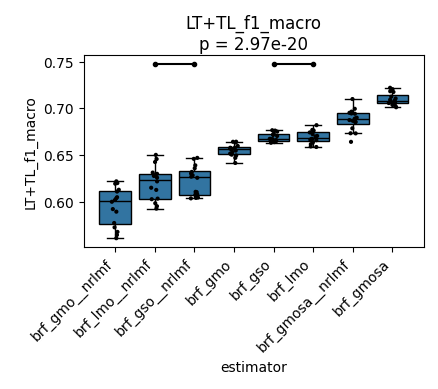 LT+TL_f1_macro
p = 2.97e-20
0.75
0.70
0.65
0.60
LT+TL_f1_macro
brf_gmo__nrlmf
brf_lmo__nrlmf
brf_gso__nrlmf
brf_gmo
brf_gso
brf_lmo
brf_gmosa__nrlmf
brf_gmosa
estimator